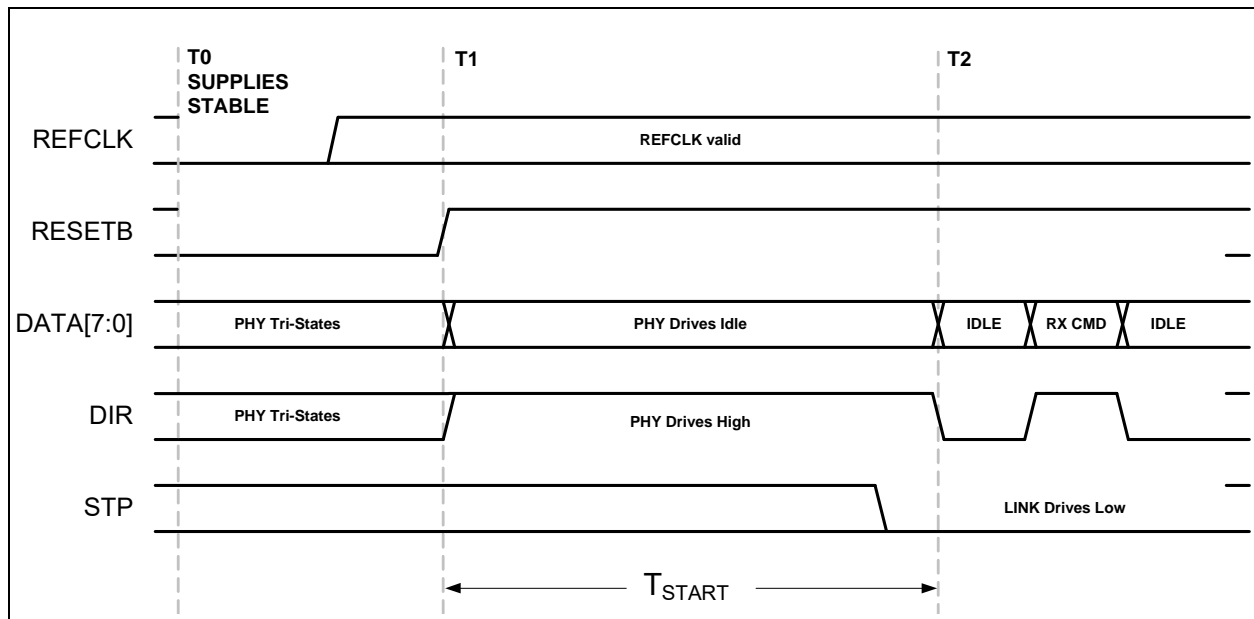 T0
SUPPLIES
STABLE
T1
T2
REFCLK
REFCLK valid
RESETB
DATA[7:0]
PHY Tri-States
PHY Drives Idle
IDLE
RX CMD
IDLE
DIR
PHY Tri-States
PHY Drives High
STP
LINK Drives Low
TSTART